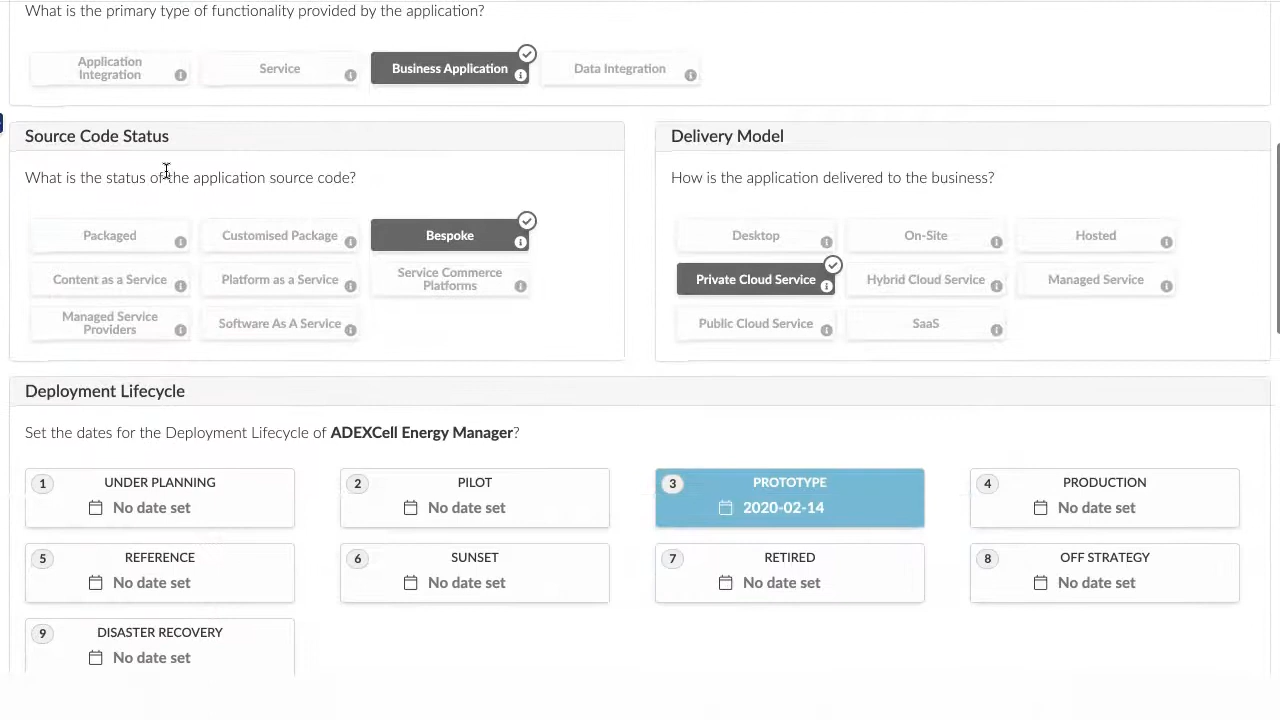 What is the primary type of functionality provided by the application?
Application
Integration
Service
Business Application
Data Integration
Source Code Status
What is the status of the application source code?
Packaged
Customised Package
Bespoke
Content as a Service
Platform as a Service
Service Commerce
Platforms
Managed Service
Providers
Software As A Service
Delivery Model
How is the application delivered to the business?
Desktop
On-Site
Hosted
Private Cloud Service
Hybrid Cloud Service
Managed Service
Public Cloud Service
SaaS
Deployment Lifecycle
Set the dates for the Deployment Lifecycle of ADEXCell Energy Manager?
1 UNDER PLANNING
No date set
2 PILOT
No date set
3 PROTOTYPE
2020-02-14
4 PRODUCTION
No date set
5 REFERENCE
No date set
6 SUNSET
No date set
7 RETIRED
No date set
8 OFF STRATEGY
No date set
9 DISASTER RECOVERY
No date set